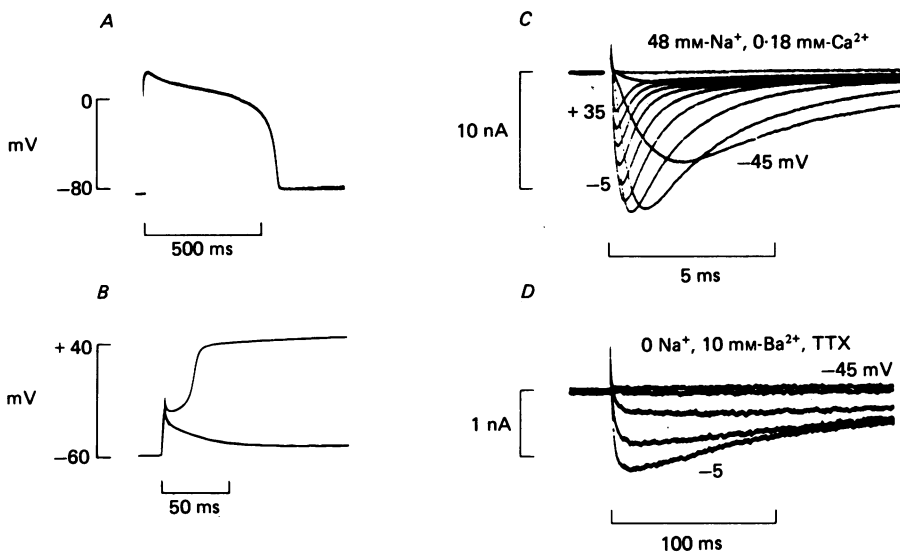 A
0
mV
−80
500 ms
B
+ 40
mV
−60
50 ms
C
48 mM-Na⁺, 0·18 mM-Ca²⁺
+ 35
10 nA
−45 mV
−5
5 ms
D
0 Na⁺, 10 mM-Ba²⁺, TTX
−45 mV
1 nA
−5
100 ms